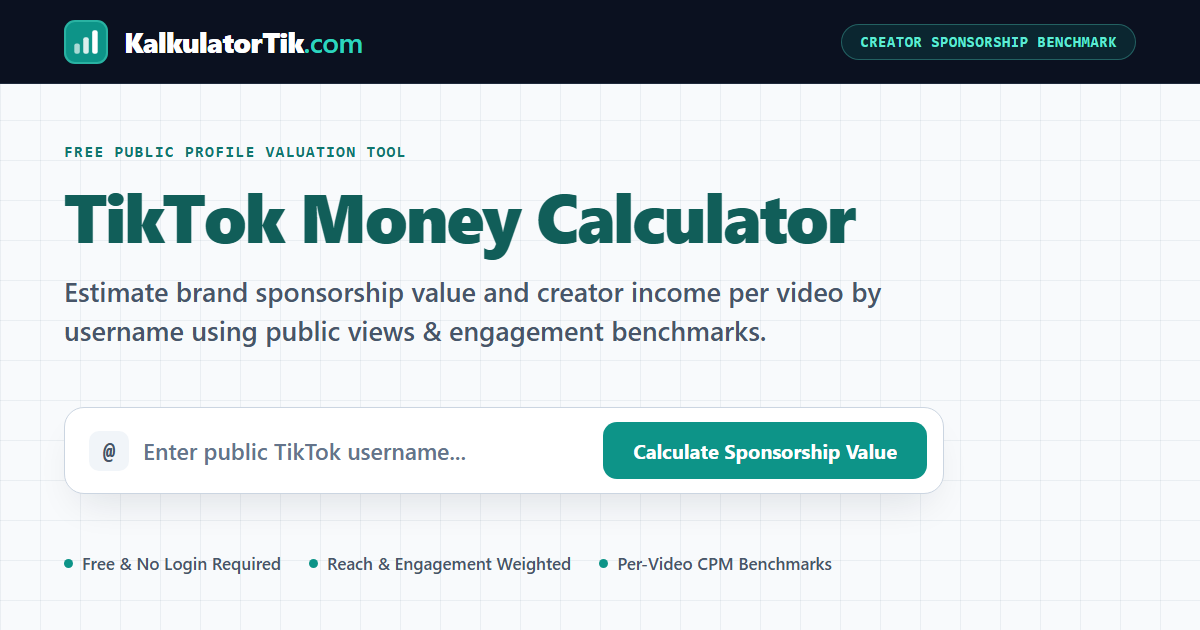 KalkulatorTik.com
CREATOR SPONSORSHIP BENCHMARK
FREE PUBLIC PROFILE VALUATION TOOL
TikTok Money Calculator
Estimate brand sponsorship value and creator income per video by
username using public views & engagement benchmarks.
@ Enter public TikTok username...
Calculate Sponsorship Value
Free & No Login Required
Reach & Engagement Weighted
Per-Video CPM Benchmarks